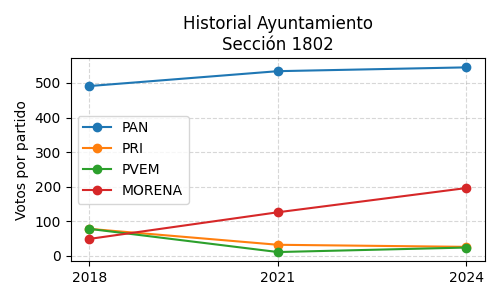 Historial Ayuntamiento
Sección 1802
Votos por partido
500
400
300
200
100
0
PAN
PRI
PVEM
MORENA
2018
2021
2024